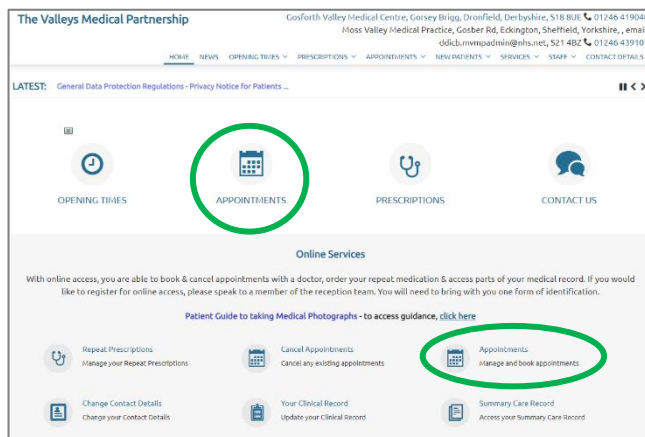 The Valleys Medical Partnership
Gosforth Valley Medical Centre, Gorsey Brigg, Dronfield, Derbyshire, S18 8UE 01246 41904
Moss Valley Medical Practice, Gosber Rd, Eckington, Sheffield, Yorkshire, , emai
ddicb.mvmpadmin@nhs.net, S21 4BZ 01246 43910
HOME NEWS OPENING TIMES PRESCRIPTIONS APPOINTMENTS NEW PATIENTS SERVICES STAFF CONTACT DETAILS
LATEST: General Data Protection Regulations - Privacy Notice for Patients ...
OPENING TIMES APPOINTMENTS PRESCRIPTIONS CONTACT US
Online Services
With online access, you are able to book & cancel appointments with a doctor, order your repeat medication & access parts of your medical record. If you would
like to register for online access, please speak to a member of the reception team. You will need to bring with you one form of identification.
Patient Guide to taking Medical Photographs - to access guidance, click here
Repeat Prescriptions Cancel Appointments Appointments
Manage your Repeat Prescriptions Cancel any existing appointments Manage and book appointments
Change Contact Details Your Clinical Record Summary Care Record
Change your Contact Details Update your Clinical Record Access your Summary Care Record